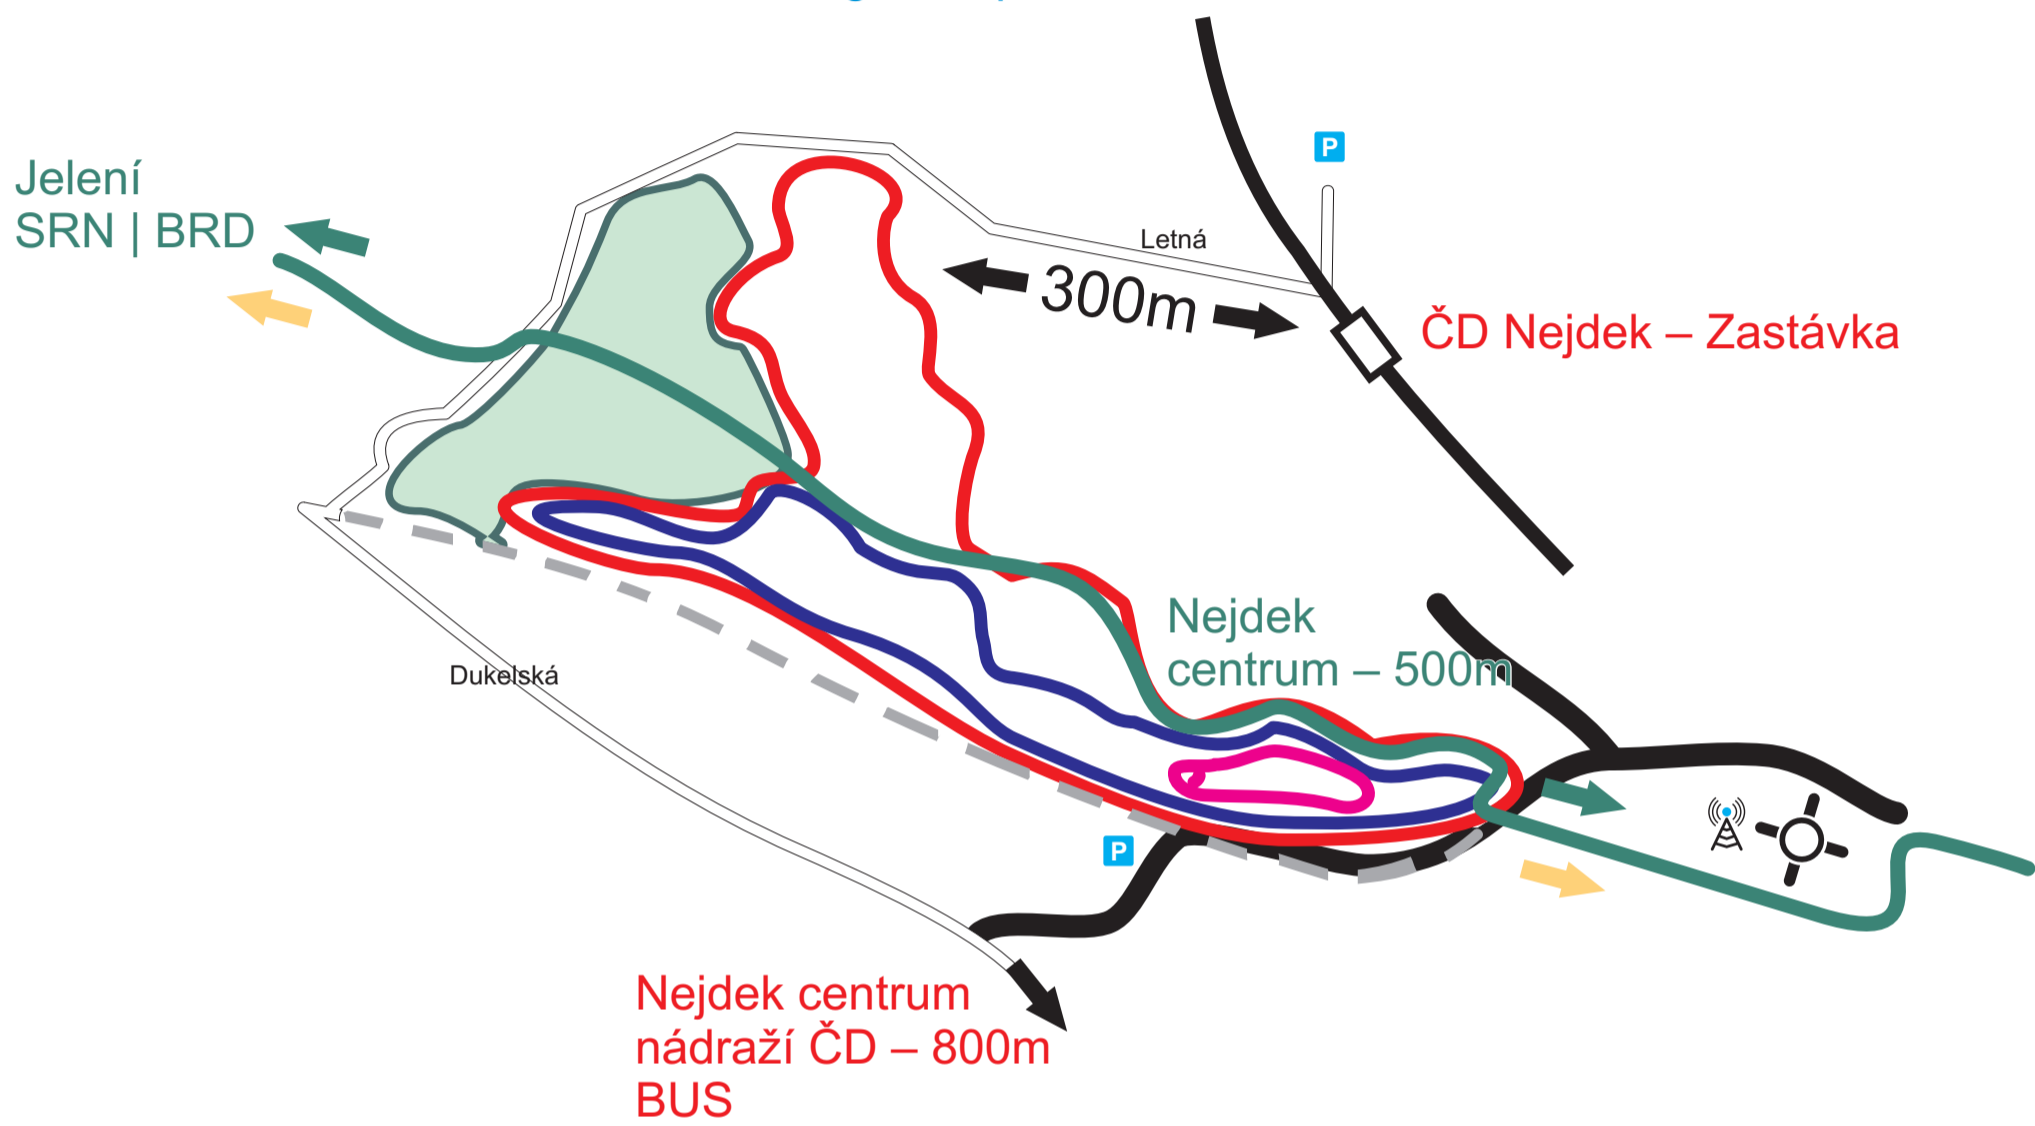 P
Jelení
SRN | BRD
Letná
300m
ČD Nejdek – Zastávka
Nejdek
centrum – 500m
Dukelská
P
Nejdek centrum
nádraží ČD – 800m
BUS